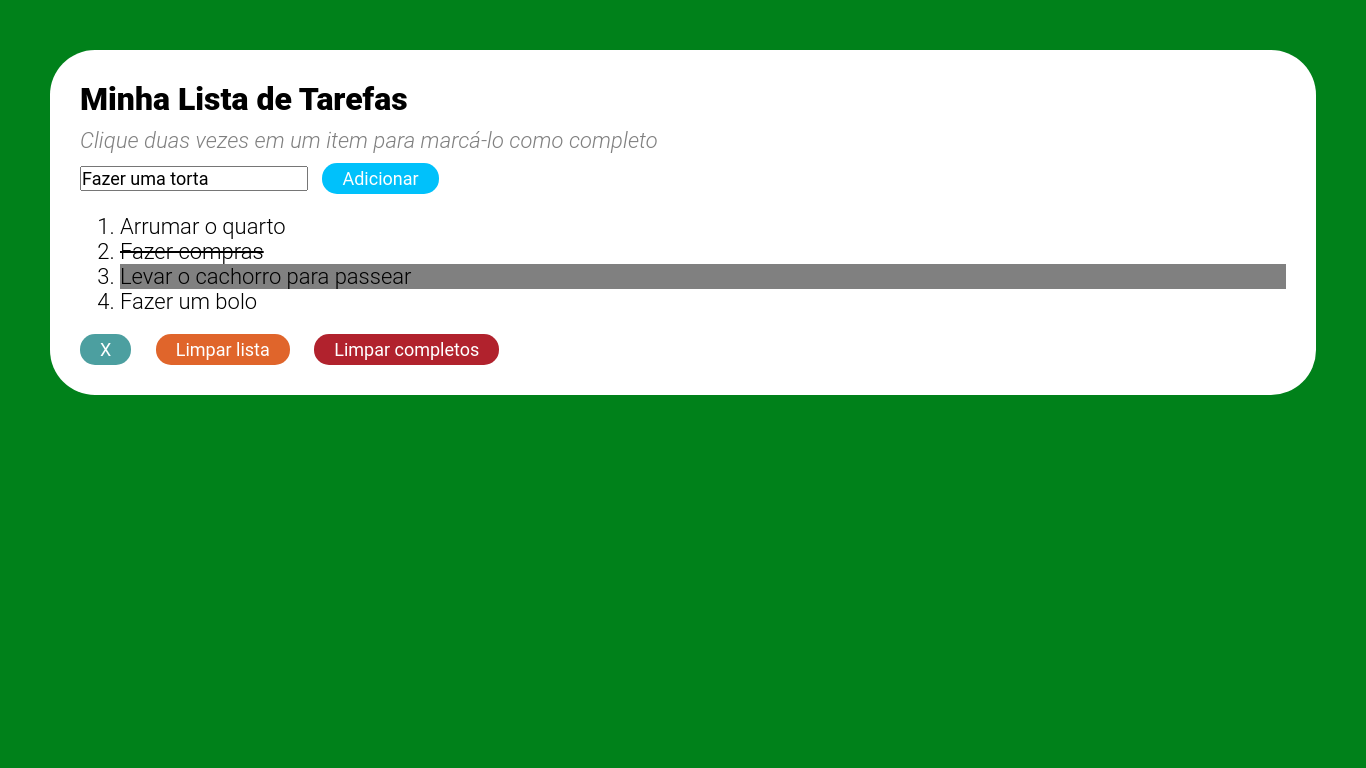 Minha Lista de Tarefas
Clique duas vezes em um item para marcá-lo como completo
Fazer uma torta Adicionar
1. Arrumar o quarto
2. Fazer compras
3. Levar o cachorro para passear
4. Fazer um bolo
X Limpar lista Limpar completos